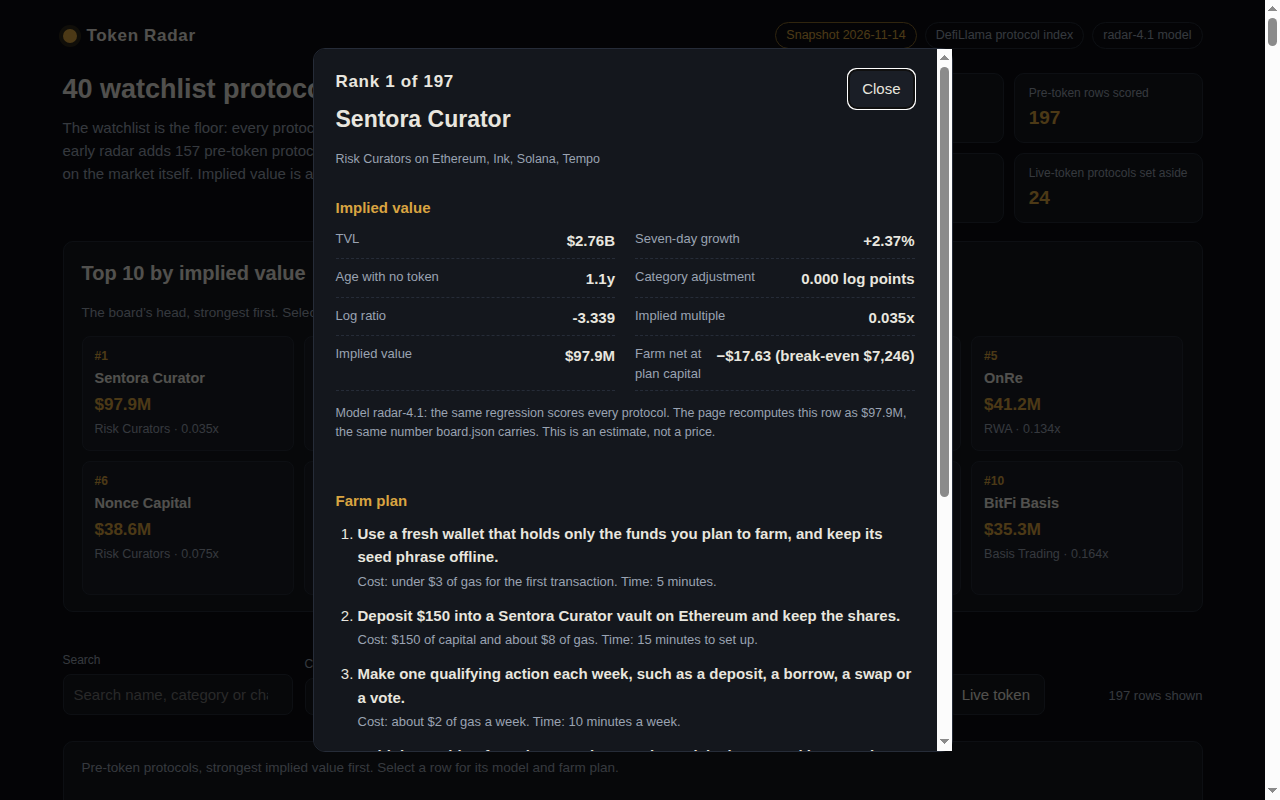 Token Radar
Snapshot 2026-11-14
DefiLlama protocol index
radar-4.1 model
40 watchlist protoco
The watchlist is the floor: every protoc
early radar adds 157 pre-token protoc
on the market itself. Implied value is a
Pre-token rows scored
197
Live-token protocols set aside
24
Top 10 by implied value
The board's head, strongest first. Selec
#1
Sentora Curator
$97.9M
Risk Curators · 0.035x
#5
OnRe
$41.2M
RWA · 0.134x
#6
Nonce Capital
$38.6M
Risk Curators · 0.075x
#10
BitFi Basis
$35.3M
Basis Trading · 0.164x
Search
Search name, category or cha
Live token
197 rows shown
Pre-token protocols, strongest implied value first. Select a row for its model and farm plan.
Rank 1 of 197
Close
Sentora Curator
Risk Curators on Ethereum, Ink, Solana, Tempo
Implied value
TVL $2.76B
Seven-day growth +2.37%
Age with no token 1.1y
Category adjustment 0.000 log points
Log ratio -3.339
Implied multiple 0.035x
Implied value $97.9M
Farm net at plan capital −$17.63 (break-even $7,246)
Model radar-4.1: the same regression scores every protocol. The page recomputes this row as $97.9M,
the same number board.json carries. This is an estimate, not a price.
Farm plan
1. Use a fresh wallet that holds only the funds you plan to farm, and keep its
seed phrase offline.
Cost: under $3 of gas for the first transaction. Time: 5 minutes.
2. Deposit $150 into a Sentora Curator vault on Ethereum and keep the shares.
Cost: $150 of capital and about $8 of gas. Time: 15 minutes to set up.
3. Make one qualifying action each week, such as a deposit, a borrow, a swap or
a vote.
Cost: about $2 of gas a week. Time: 10 minutes a week.